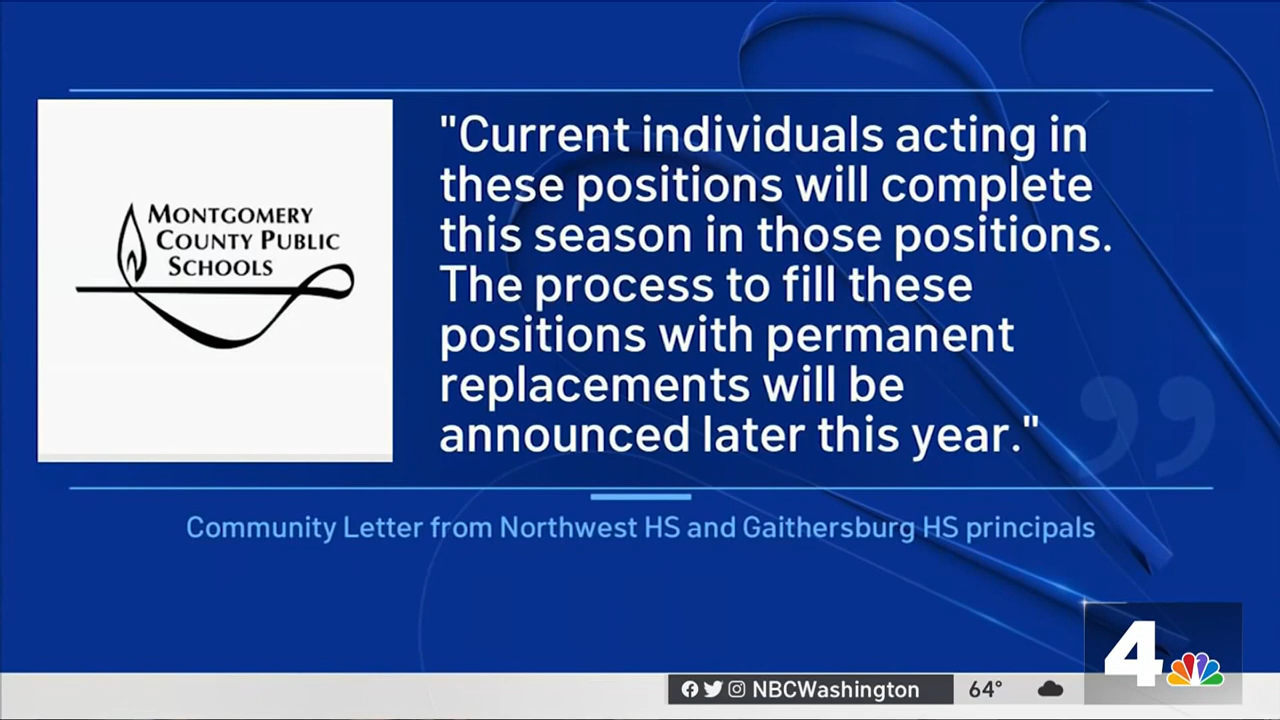 MONTGOMERY
COUNTY PUBLIC
SCHOOLS
"Current individuals acting in
these positions will complete
this season in those positions.
The process to fill these
positions with permanent
replacements will be
announced later this year."
Community Letter from Northwest HS and Gaithersburg HS principals
4
NBCWashington 64°